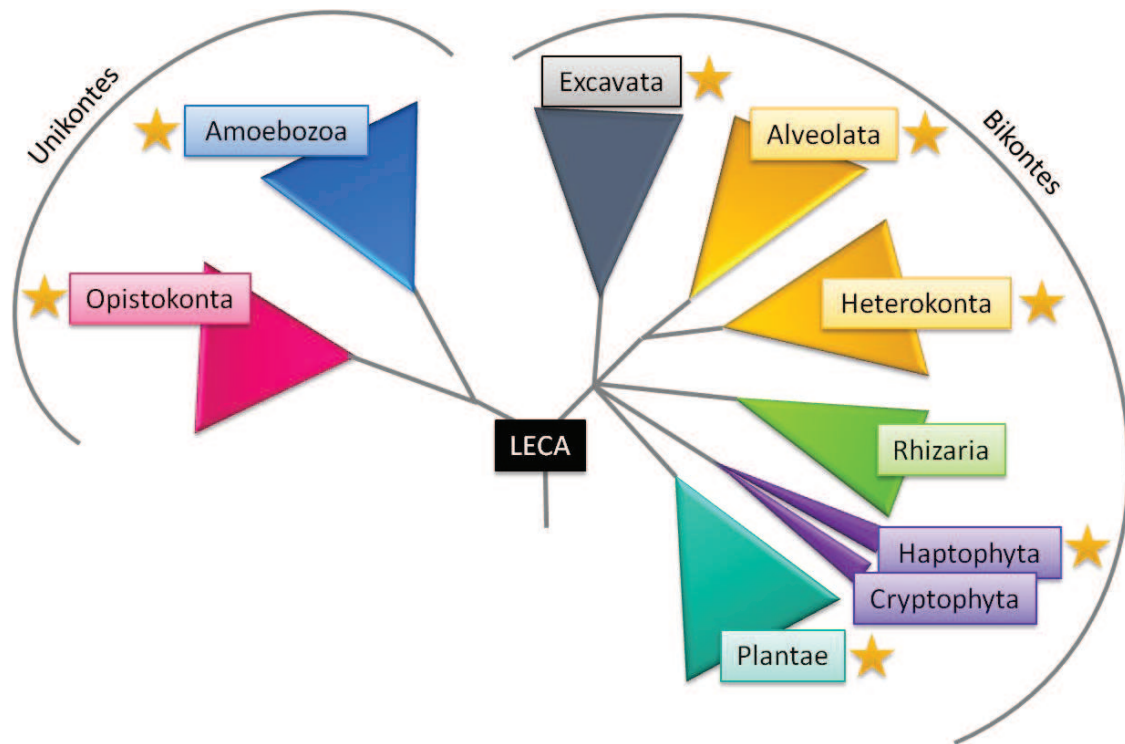 Unikontes
Amoebozoa
Opistokonta
LECA
Excavata
Alveolata
Bikontes
Heterokonta
Rhizaria
Haptophyta
Cryptophyta
Plantae